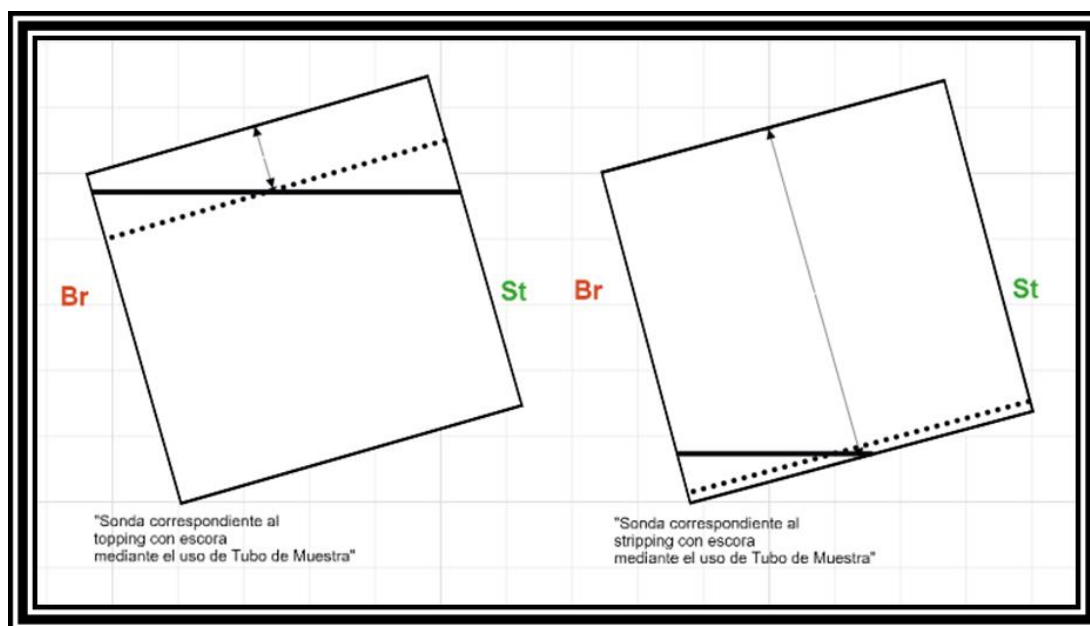 Br
St
"Sonda correspondiente al
topping con escora
mediante el uso de Tubo de Muestra"
Br
St
"Sonda correspondiente al
stripping con escora
mediante el uso de Tubo de Muestra"